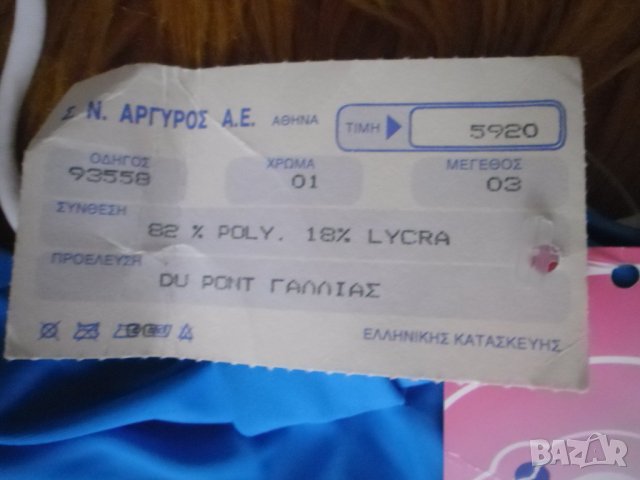 Σ Ν. ΑΡΓΥΡΟΣ Α.Ε. ΑΘΗΝΑ ΤΙΜΗ 5920
ΟΔΗΓΟΣ ΧΡΩΜΑ ΜΕΓΕΘΟΣ
93558 01 03
ΣΥΝΘΕΣΗ
82 % POLY. 18% LYCRA
ΠΡΟΕΛΕΥΣΗ
DU PONT ΓΑΛΛΙΑΣ
ΕΛΛΗΝΙΚΗΣ ΚΑΤΑΣΚΕΥΗΣ
BAZAR